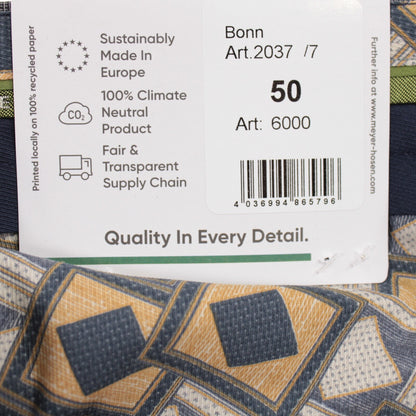 Printed locally on 100% recycled paper
Sustainably
Made In
Europe
CO₂
100% Climate
Neutral
Product
Fair &
Transparent
Supply Chain
Bonn
Art.2037 /7
50
Art: 6000
4 036994 865796
Further info at www.meyer-hosen.com
Quality In Every Detail.